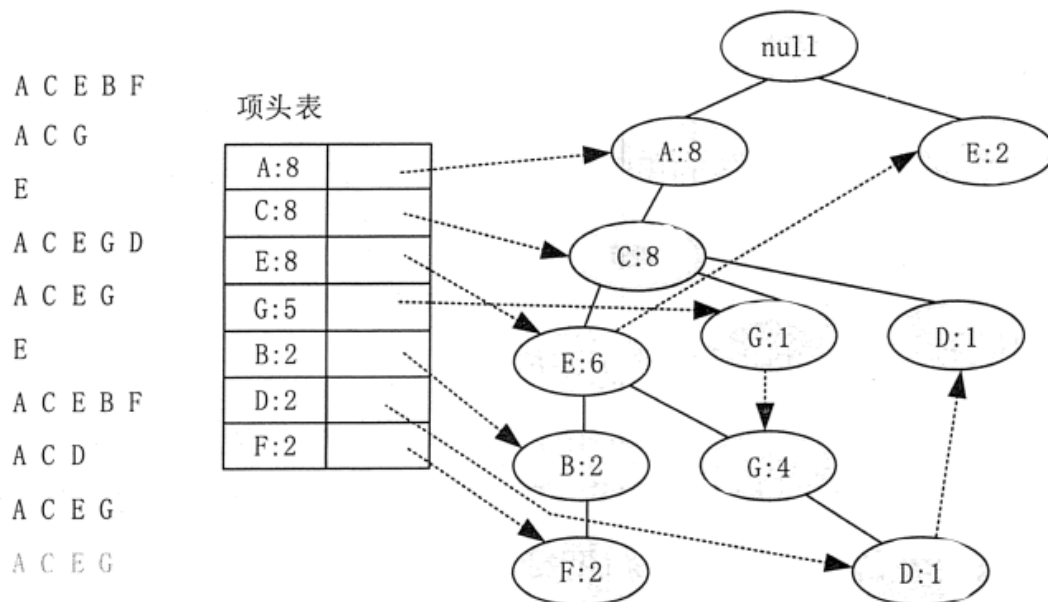 A C E B F
A C G
E
A C E G D
A C E G
E
A C E B F
A C D
A C E G
A C E G
项头表
A:8
C:8
E:8
G:5
B:2
D:2
F:2
null
A:8
E:2
C:8
E:6
G:1
D:1
B:2
G:4
F:2
D:1